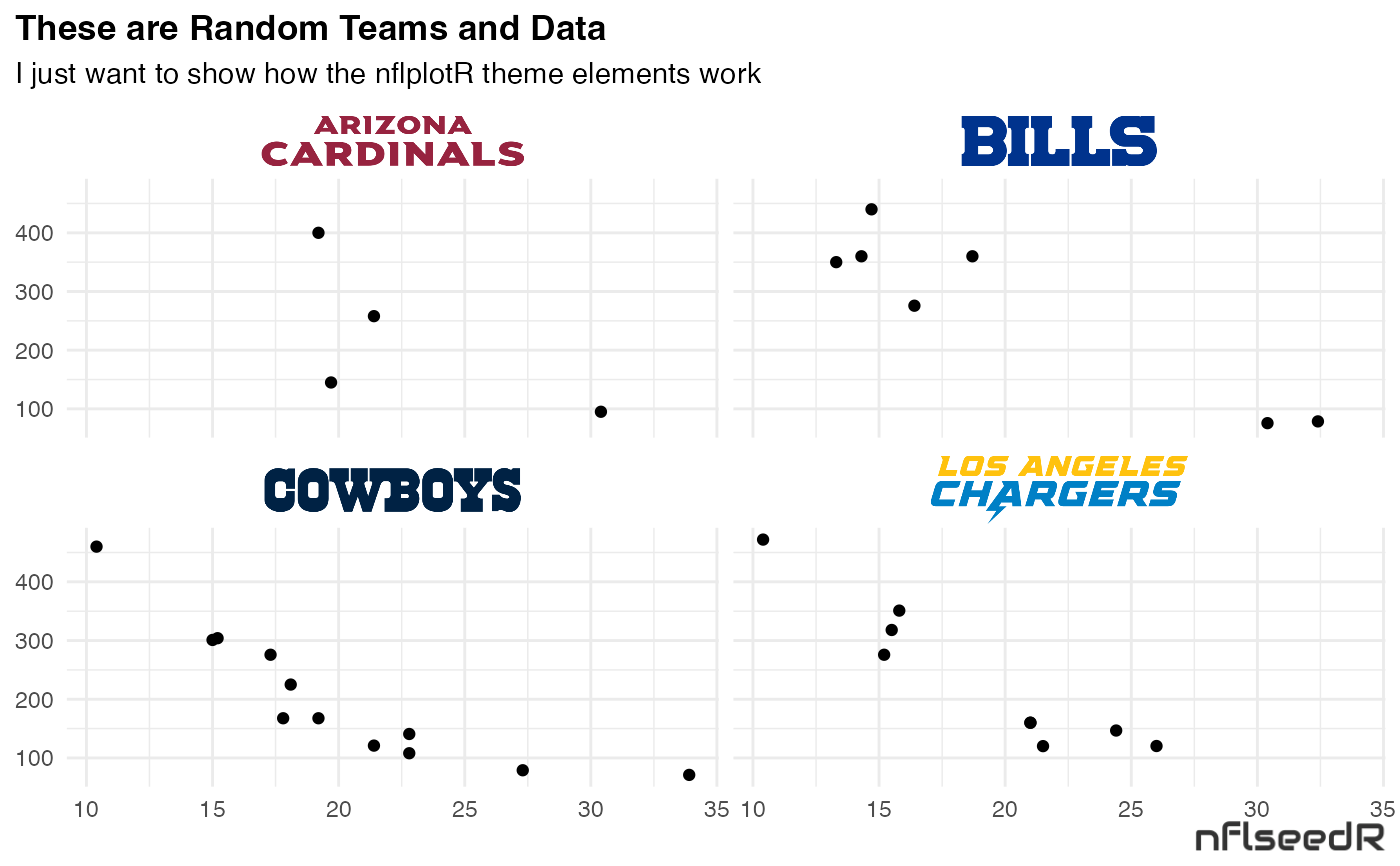 These are Random Teams and Data
I just want to show how the nflplotR theme elements work
ARIZONA
CARDINALS
BILLS
400
300
200
100
COWBOYS
LOS ANGELES
CHARGERS
400
300
200
100
10 15 20 25 30 35 10 15 20 25 30 35
nflseedR